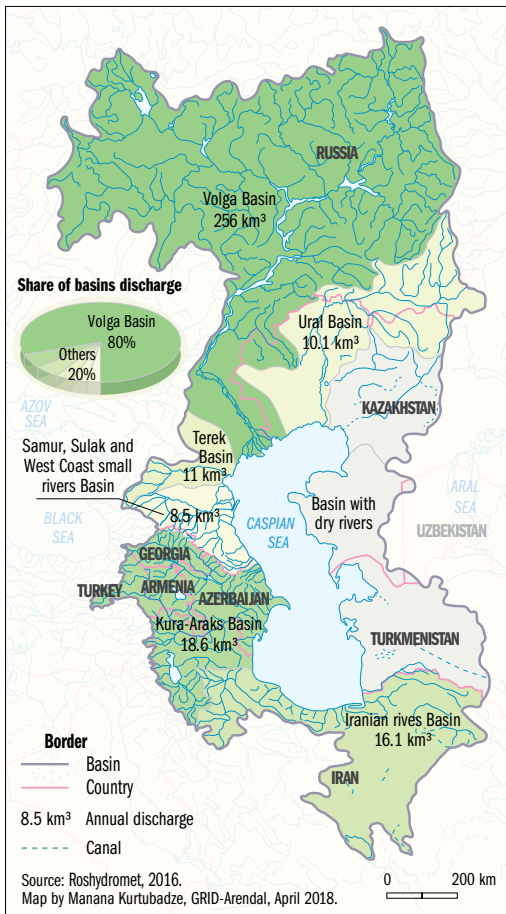 RUSSIA
Volga Basin
256 km³
Share of basins discharge
Volga Basin
80%
Others
20%
Ural Basin
10.1 km³
AZOV
SEA
KAZAKHSTAN
Terek
Basin
11 km³
Samur, Sulak and
West Coast small
rivers Basin
8.5 km³
BLACK
SEA
CASPIAN
SEA
Basin with
dry rivers
ARAL
SEA
UZBEKISTAN
GEORGIA
TURKEY
ARMENIA
AZERBAIJAN
Kura-Araks Basin
18.6 km³
TURKMENISTAN
Iranian rives Basin
16.1 km³
IRAN
Border
Basin
Country
8.5 km³ Annual discharge
Canal
Source: Roshydromet, 2016.
Map by Manana Kurtubadze, GRID-Arendal, April 2018.
0 200 km